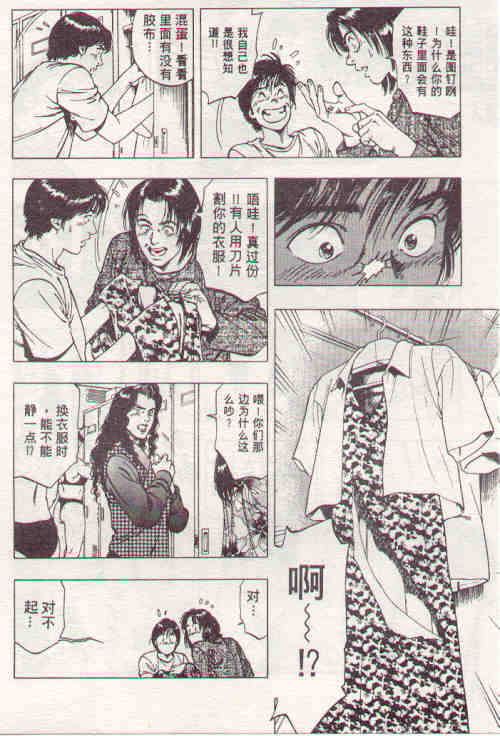 哇！是图钉咧
！为什么你的
鞋子里面会有
这种东西？
我自己也
是很想知
道!!
混蛋！看看
里面有没有
胶布…
啊～～!?
唔哇！真过份
!!有人用刀片
割你的衣服！
喂！你们那
边为什么这
么吵？
换衣服时
，能不能
静一点!?
对…
对不
起…